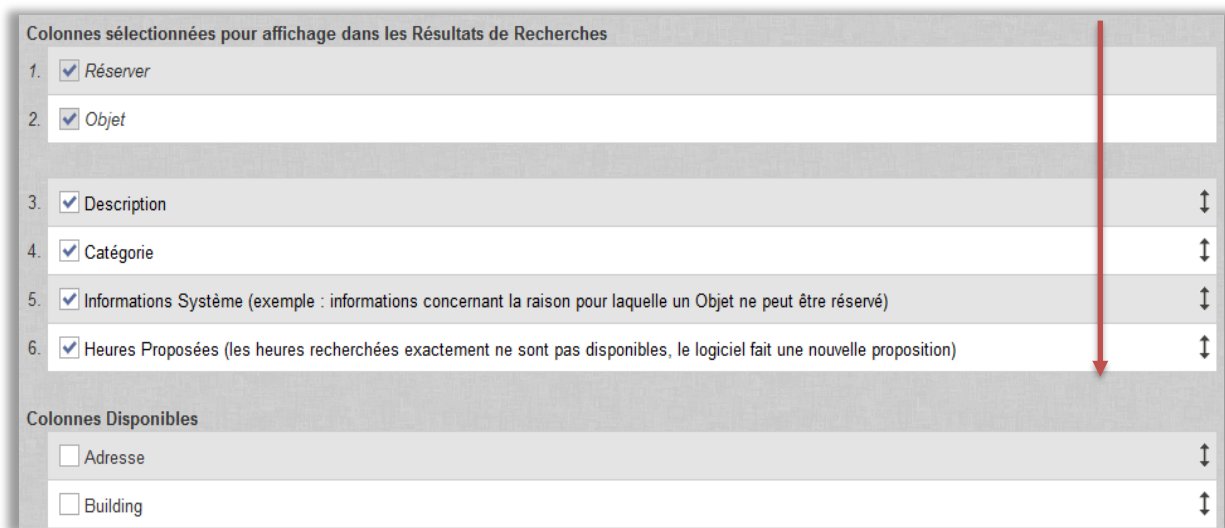 Colonnes sélectionnées pour affichage dans les Résultats de Recherches
1. Réserver
2. Objet
3. Description
4. Catégorie
5. Informations Système (exemple : informations concernant la raison pour laquelle un Objet ne peut être réservé)
6. Heures Proposées (les heures recherchées exactement ne sont pas disponibles, le logiciel fait une nouvelle proposition)
Colonnes Disponibles
Adresse
Building